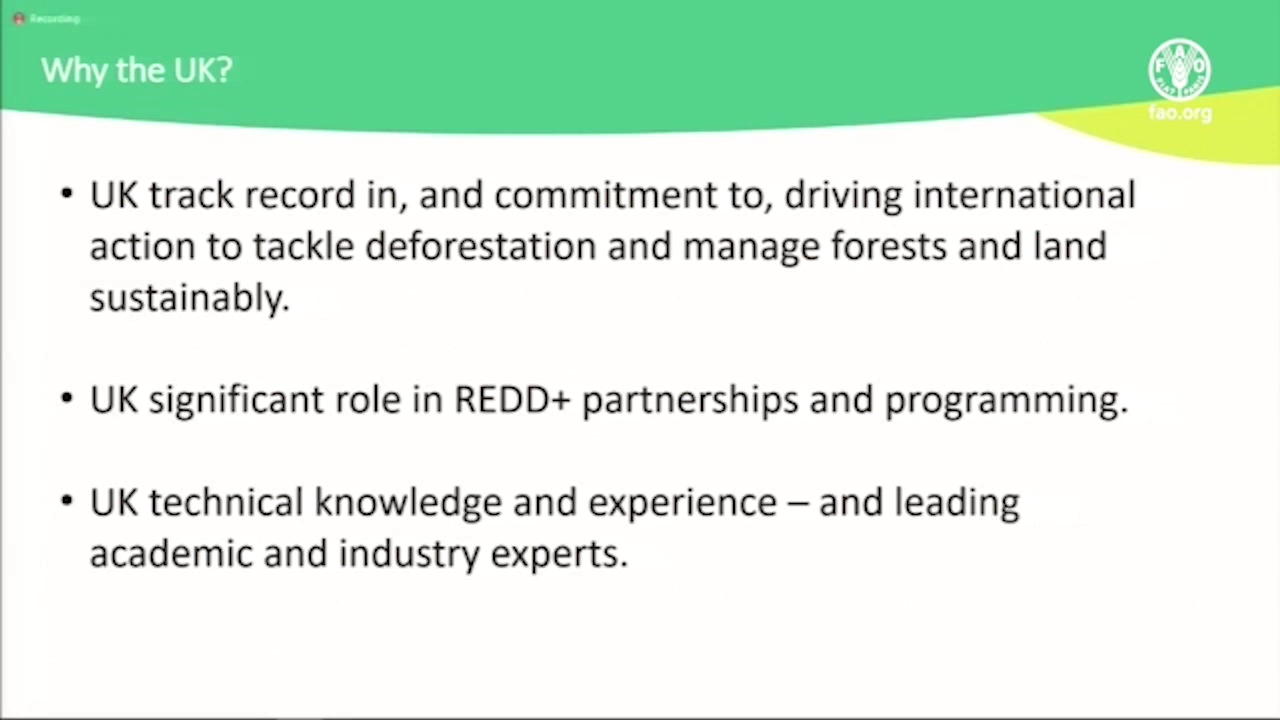 Recording
Why the UK?
F A O
FIAT PANIS
fao.org
• UK track record in, and commitment to, driving international
action to tackle deforestation and manage forests and land
sustainably.
• UK significant role in REDD+ partnerships and programming.
• UK technical knowledge and experience – and leading
academic and industry experts.